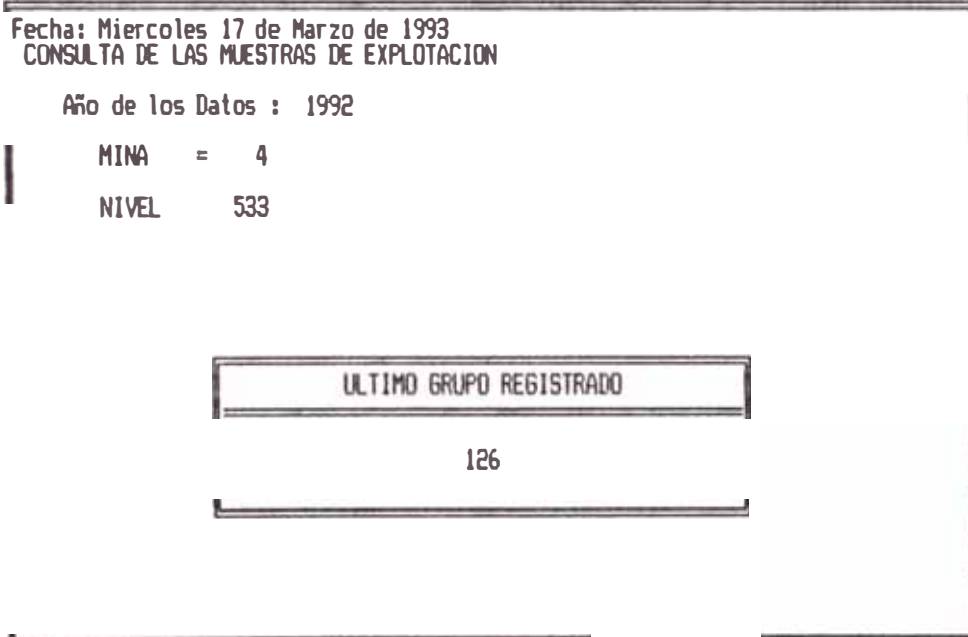 Fecha: Miercoles 17 de Marzo de 1993
CONSULTA DE LAS MUESTRAS DE EXPLOTACION
Año de los Datos : 1992
MINA = 4
NIVEL 533
ULTIMO GRUPO REGISTRADO
126